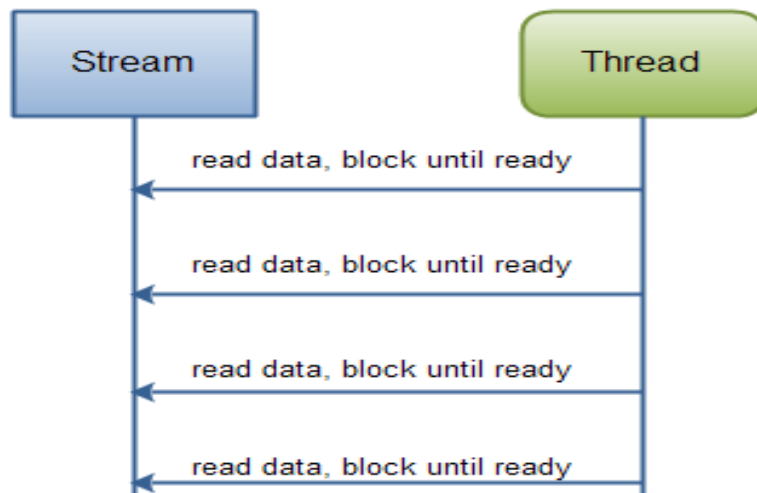 Stream
Thread
read data, block until ready
read data, block until ready
read data, block until ready
read data, block until ready